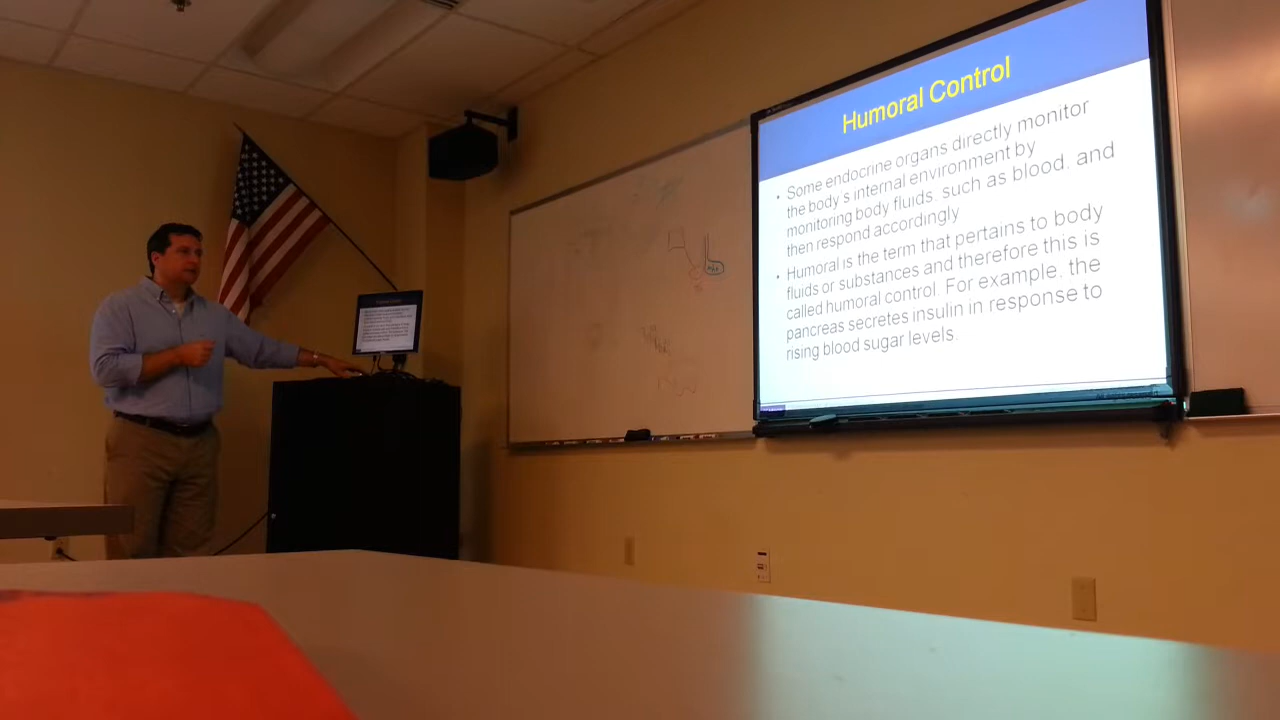 Humoral Control
• Some endocrine organs directly monitor
the body's internal environment by
monitoring body fluids, such as blood, and
then respond accordingly
• Humoral is the term that pertains to body
fluids or substances and therefore this is
called humoral control. For example, the
pancreas secretes insulin in response to
rising blood sugar levels.